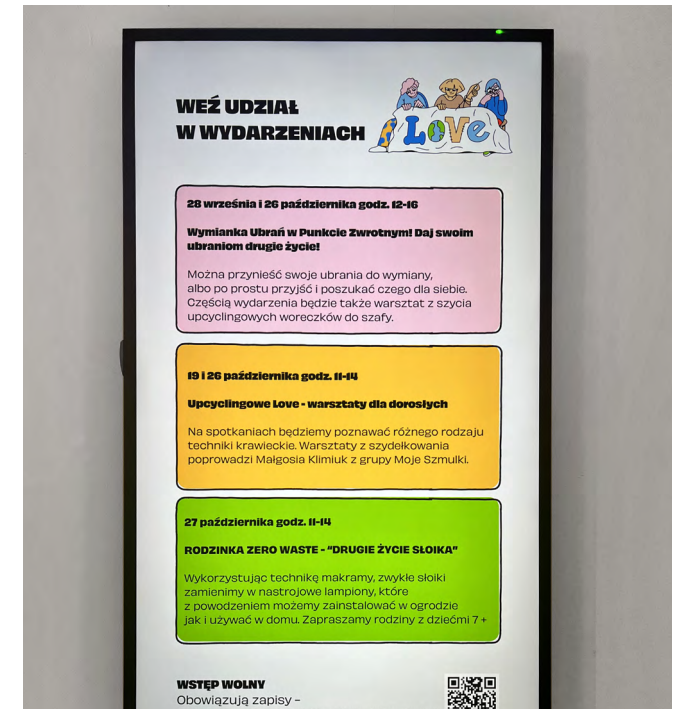 WEŹ UDZIAŁ
W WYDARZENIACH
LOVe
28 września i 26 października godz. 12-16
Wymianka Ubrań w Punkcie Zwrotnym! Daj swoim
ubraniom drugie życie!
Można przynieść swoje ubrania do wymiany,
albo po prostu przyjść i poszukać czego dla siebie.
Częścią wydarzenia będzie także warsztat z szycia
upcyclingowych woreczków do szafy.
19 i 26 października godz. 11-14
Upcyclingowe Love - warsztaty dla dorosłych
Na spotkaniach będziemy poznawać różnego rodzaju
techniki krawieckie. Warsztaty z szydełkowania
poprowadzi Małgosia Klimiuk z grupy Moje Szmulki.
27 października godz. 11-14
RODZINKA ZERO WASTE - "DRUGIE ŻYCIE SŁOIKA"
Wykorzystując technikę makramy, zwykłe słoiki
zamienimy w nastrojowe lampiony, które
z powodzeniem możemy zainstalować w ogrodzie
jak i używać w domu. Zapraszamy rodziny z dziećmi 7 +
WSTĘP WOLNY
Obowiązują zapisy –